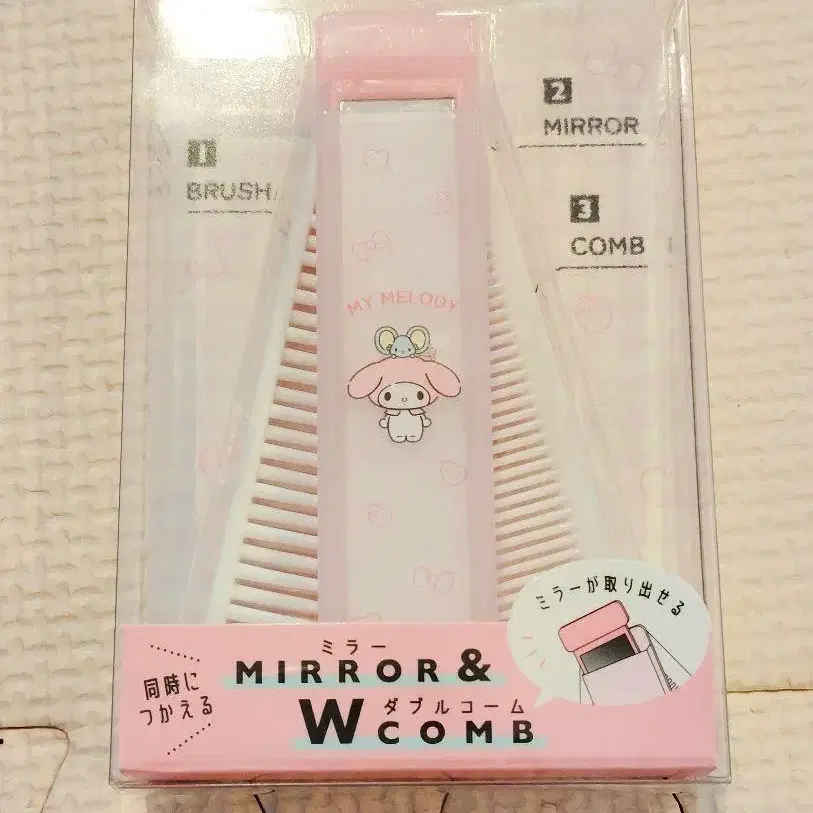 1
BRUSH
2
MIRROR
3
COMB
MY MELODY
ミラーが取り出せる
同時に
つかえる
ミラー
MIRROR &
ダブルコーム
W COMB